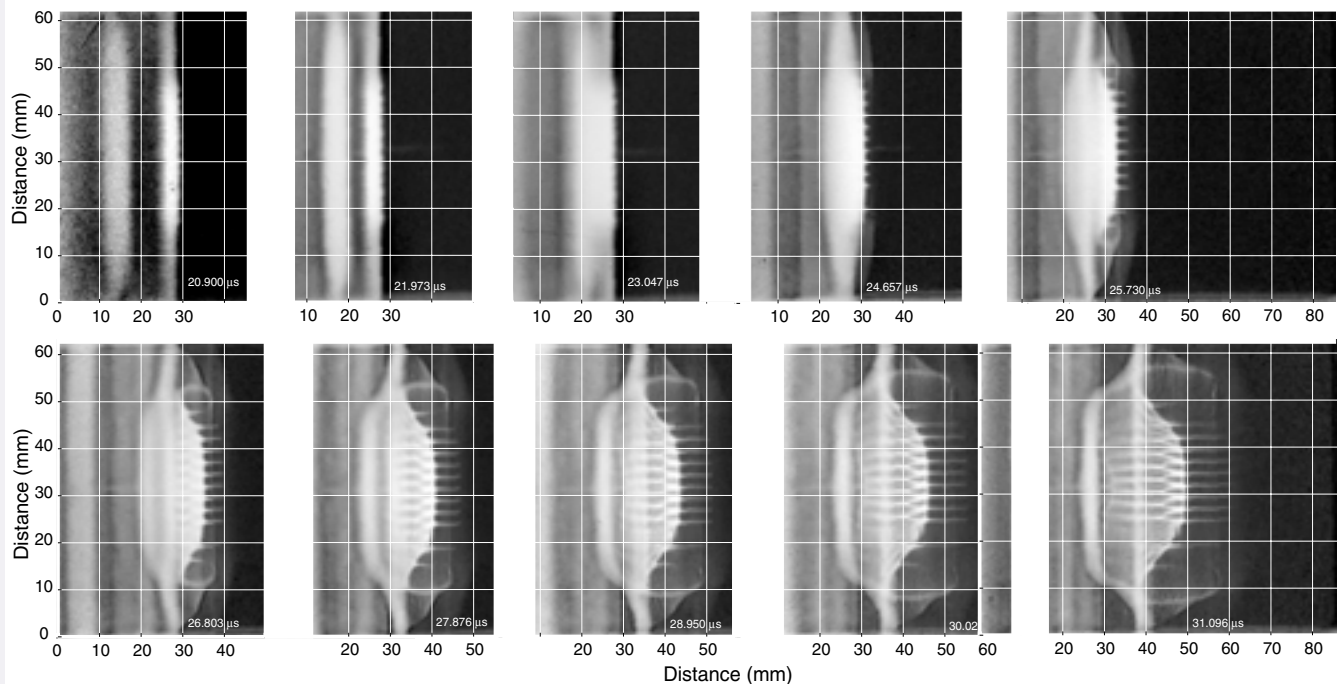 60
50
40
30
20
10
0
Distance (mm)
20.900 µs
0 10 20 30
21.973 µs
10 20 30
23.047 µs
10 20 30
24.657 µs
10 20 30 40
25.730 µs
20 30 40 50 60 70 80
60
50
40
30
20
10
0
Distance (mm)
26.803 µs
0 10 20 30 40
27.876 µs
20 30 40 50
28.950 µs
10 20 30 40 50
30.02
20 30 40 50 60
31.096 µs
20 30 40 50 60 70 80
Distance (mm)